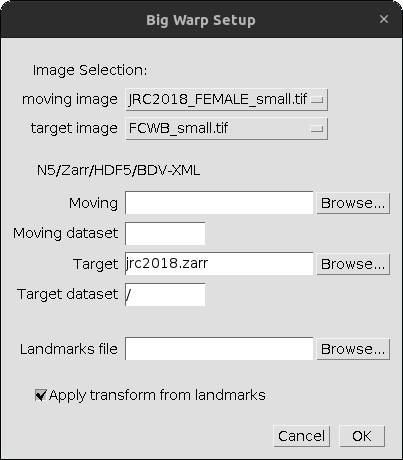 Big Warp Setup
Image Selection:
moving image JRC2018_FEMALE_small.tif
target image FCWB_small.tif
N5/Zarr/HDF5/BDV-XML
Moving Browse...
Moving dataset
Target jrc2018.zarr Browse...
Target dataset /
Landmarks file Browse...
Apply transform from landmarks
Cancel OK